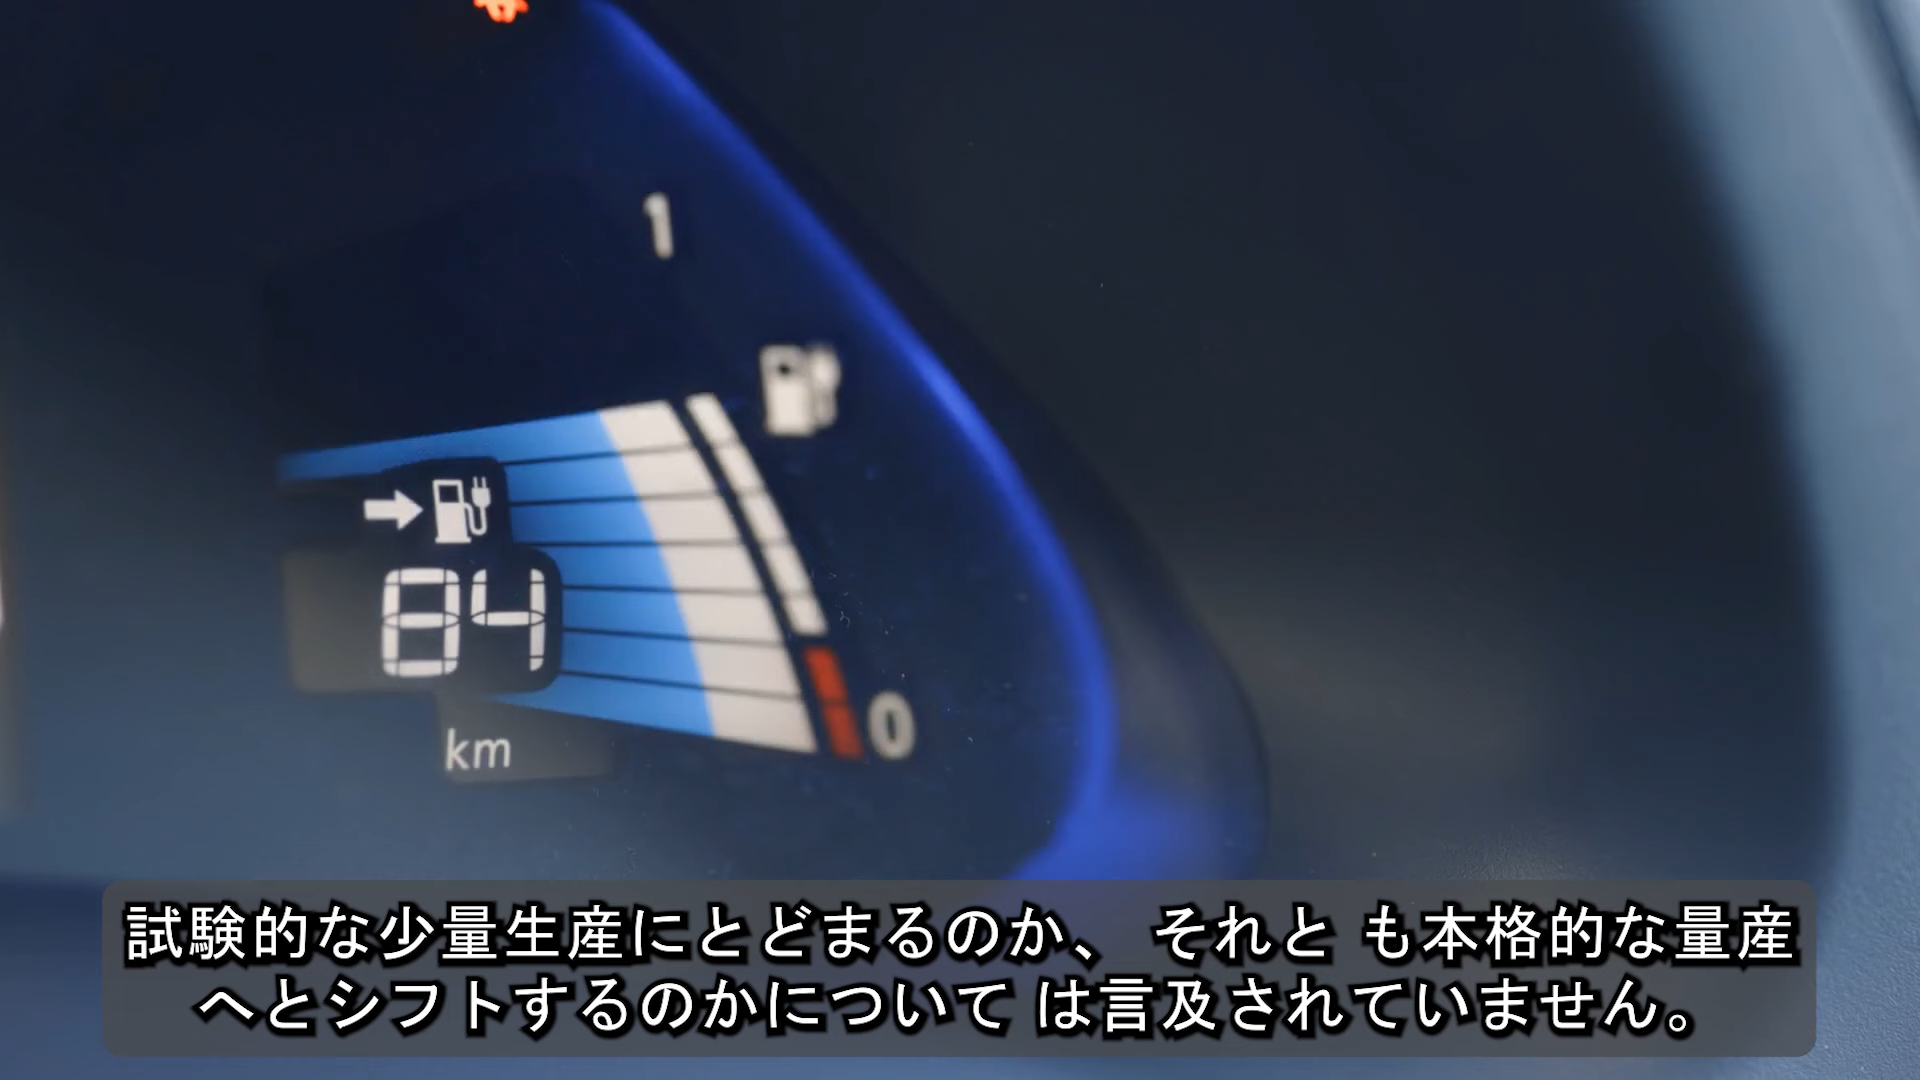 1
84
km
0
試験的な少量生産にとどまるのか、 それと も本格的な量産
へとシフトするのかについて は言及されていません。